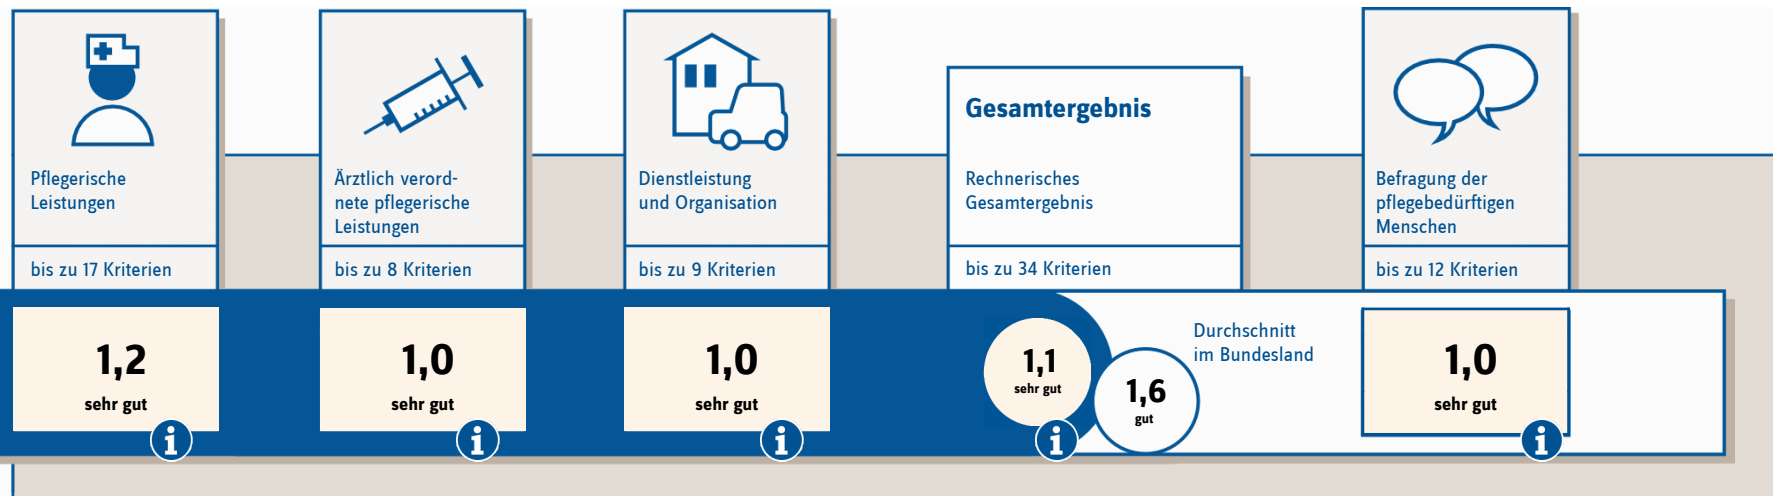 Pflegerische
Leistungen
bis zu 17 Kriterien
1,2
sehr gut
i
Ärztlich verord-
nete pflegerische
Leistungen
bis zu 8 Kriterien
1,0
sehr gut
i
Dienstleistung
und Organisation
bis zu 9 Kriterien
1,0
sehr gut
i
Gesamtergebnis
Rechnerisches
Gesamtergebnis
bis zu 34 Kriterien
1,1
sehr gut
i
1,6
gut
Durchschnitt
im Bundesland
Befragung der
pflegebedürftigen
Menschen
bis zu 12 Kriterien
1,0
sehr gut
i